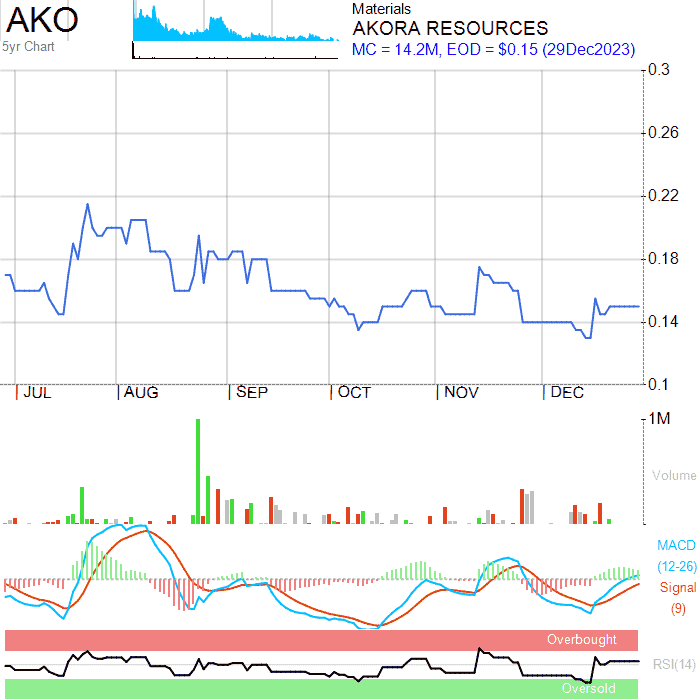 AKO
5yr Chart
Materials
AKORA RESOURCES
MC = 14.2M, EOD = $0.15 (29Dec2023)
0.3
0.26
0.22
0.18
0.14
0.1
JUL AUG SEP OCT NOV DEC
1M
Volume
MACD
(12-26)
Signal
(9)
Overbought
RSI(14)
Oversold